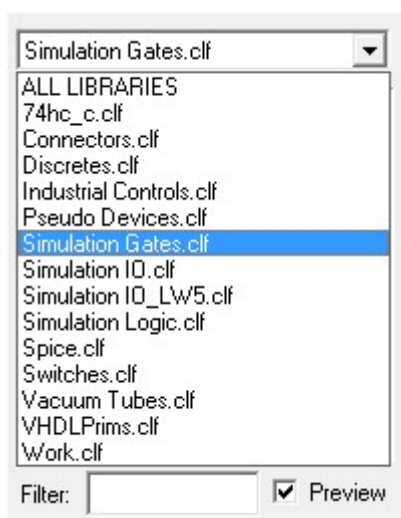 Simulation Gates.clf
ALL LIBRARIES
74hc_c.clf
Connectors.clf
Discretes.clf
Industrial Controls.clf
Pseudo Devices.clf
Simulation Gates.clf
Simulation IO.clf
Simulation IO_LW5.clf
Simulation Logic.clf
Spice.clf
Switches.clf
Vacuum Tubes.clf
VHDLPrims.clf
Work.clf
Filter: Preview